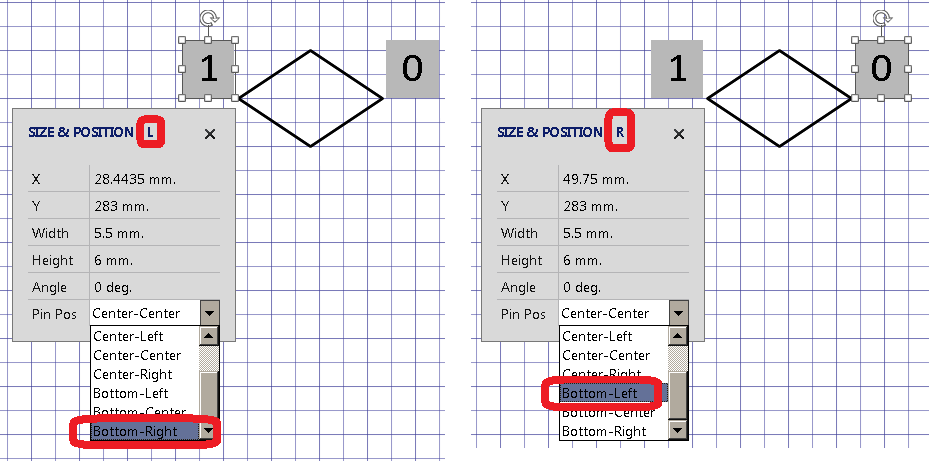 1 0
SIZE & POSITION L ×
X 28.4435 mm.
Y 283 mm.
Width 5.5 mm.
Height 6 mm.
Angle 0 deg.
Pin Pos Center-Center
Center-Left
Center-Center
Center-Right
Bottom-Left
Bottom-Center
Bottom-Right
1 0
SIZE & POSITION R ×
X 49.75 mm.
Y 283 mm.
Width 5.5 mm.
Height 6 mm.
Angle 0 deg.
Pin Pos Center-Center
Center-Left
Center-Center
Center-Right
Bottom-Left
Bottom-Center
Bottom-Right